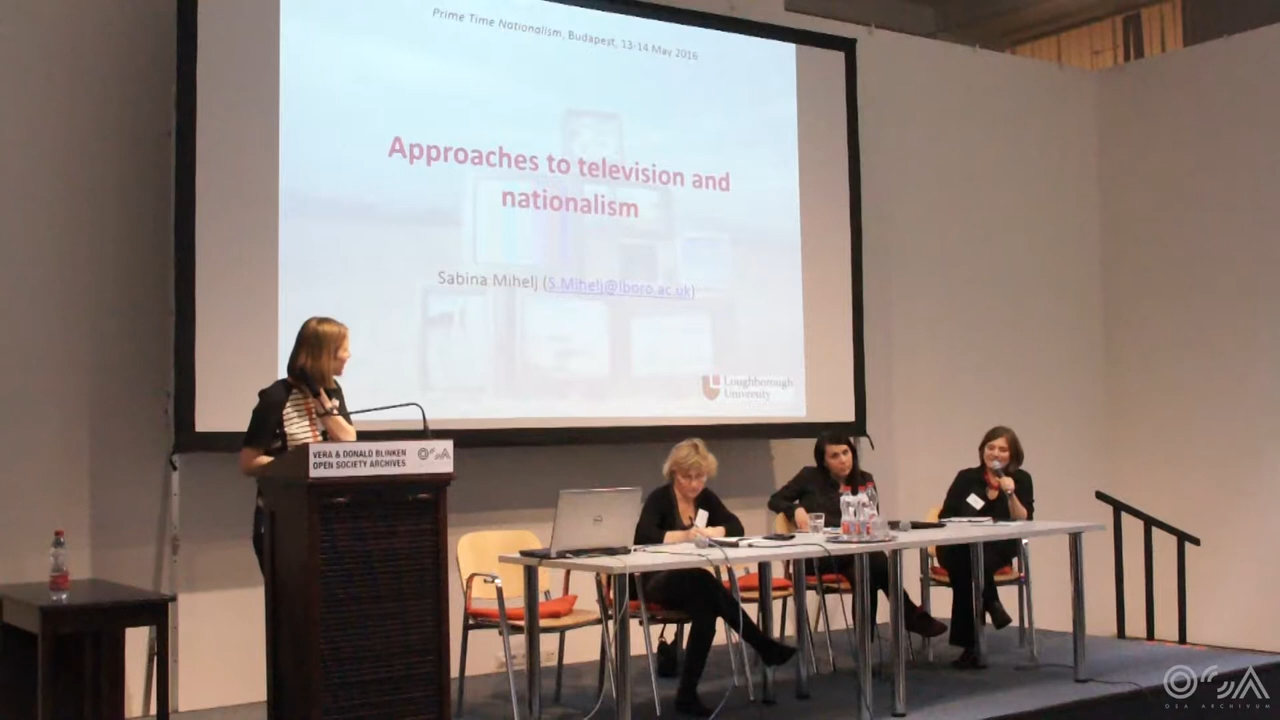 Prime Time Nationalism, Budapest, 13-14 May 2016
Approaches to television and
nationalism
Sabina Mihelj (S.Mihelj@lboro.ac.uk)
Loughborough
University
VERA & DONALD BLINKEN
OPEN SOCIETY ARCHIVES
OSA ARCHIVUM